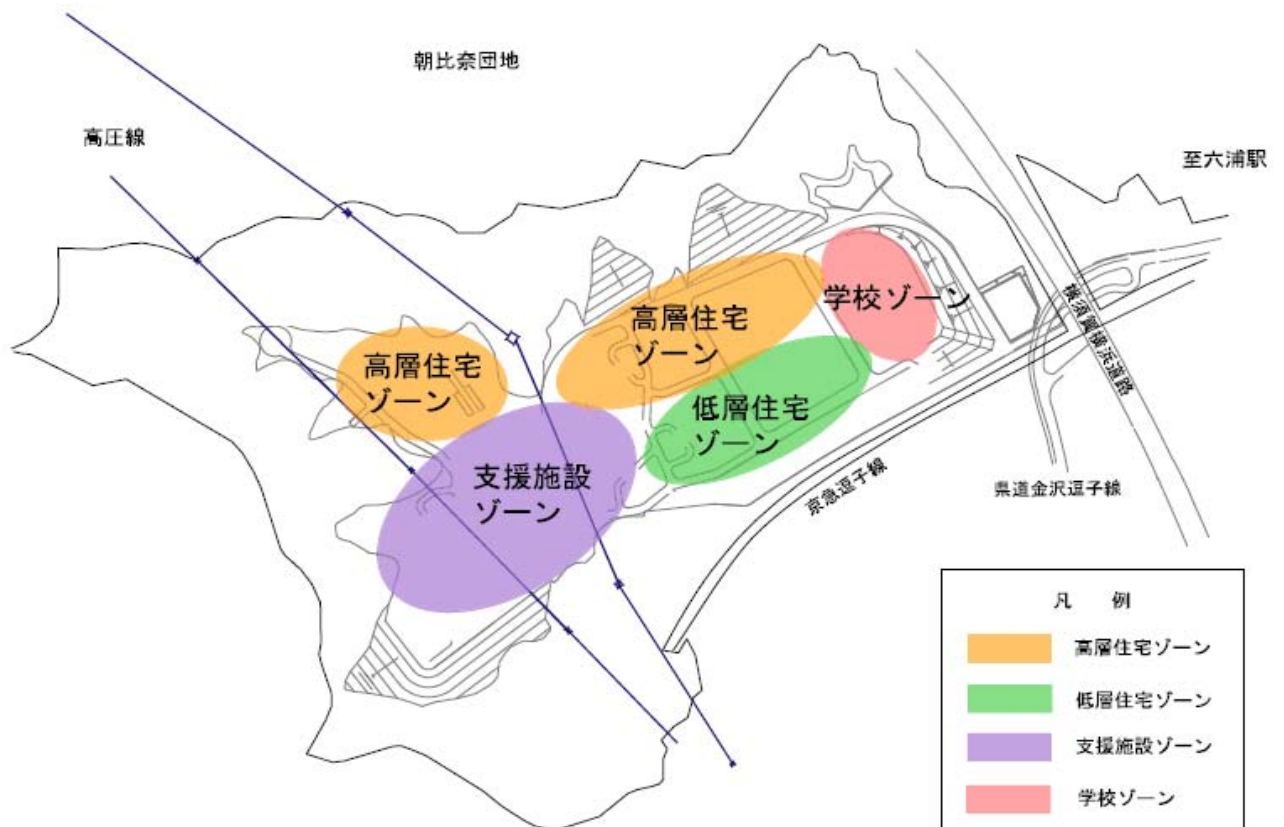 朝比奈団地
高圧線
至六浦駅
学校ゾーン
高層住宅
ゾーン
高層住宅
ゾーン
横須賀横浜道路
低層住宅
ゾーン
支援施設
ゾーン
京急逗子線
県道金沢逗子線
凡 例
高層住宅ゾーン
低層住宅ゾーン
支援施設ゾーン
学校ゾーン